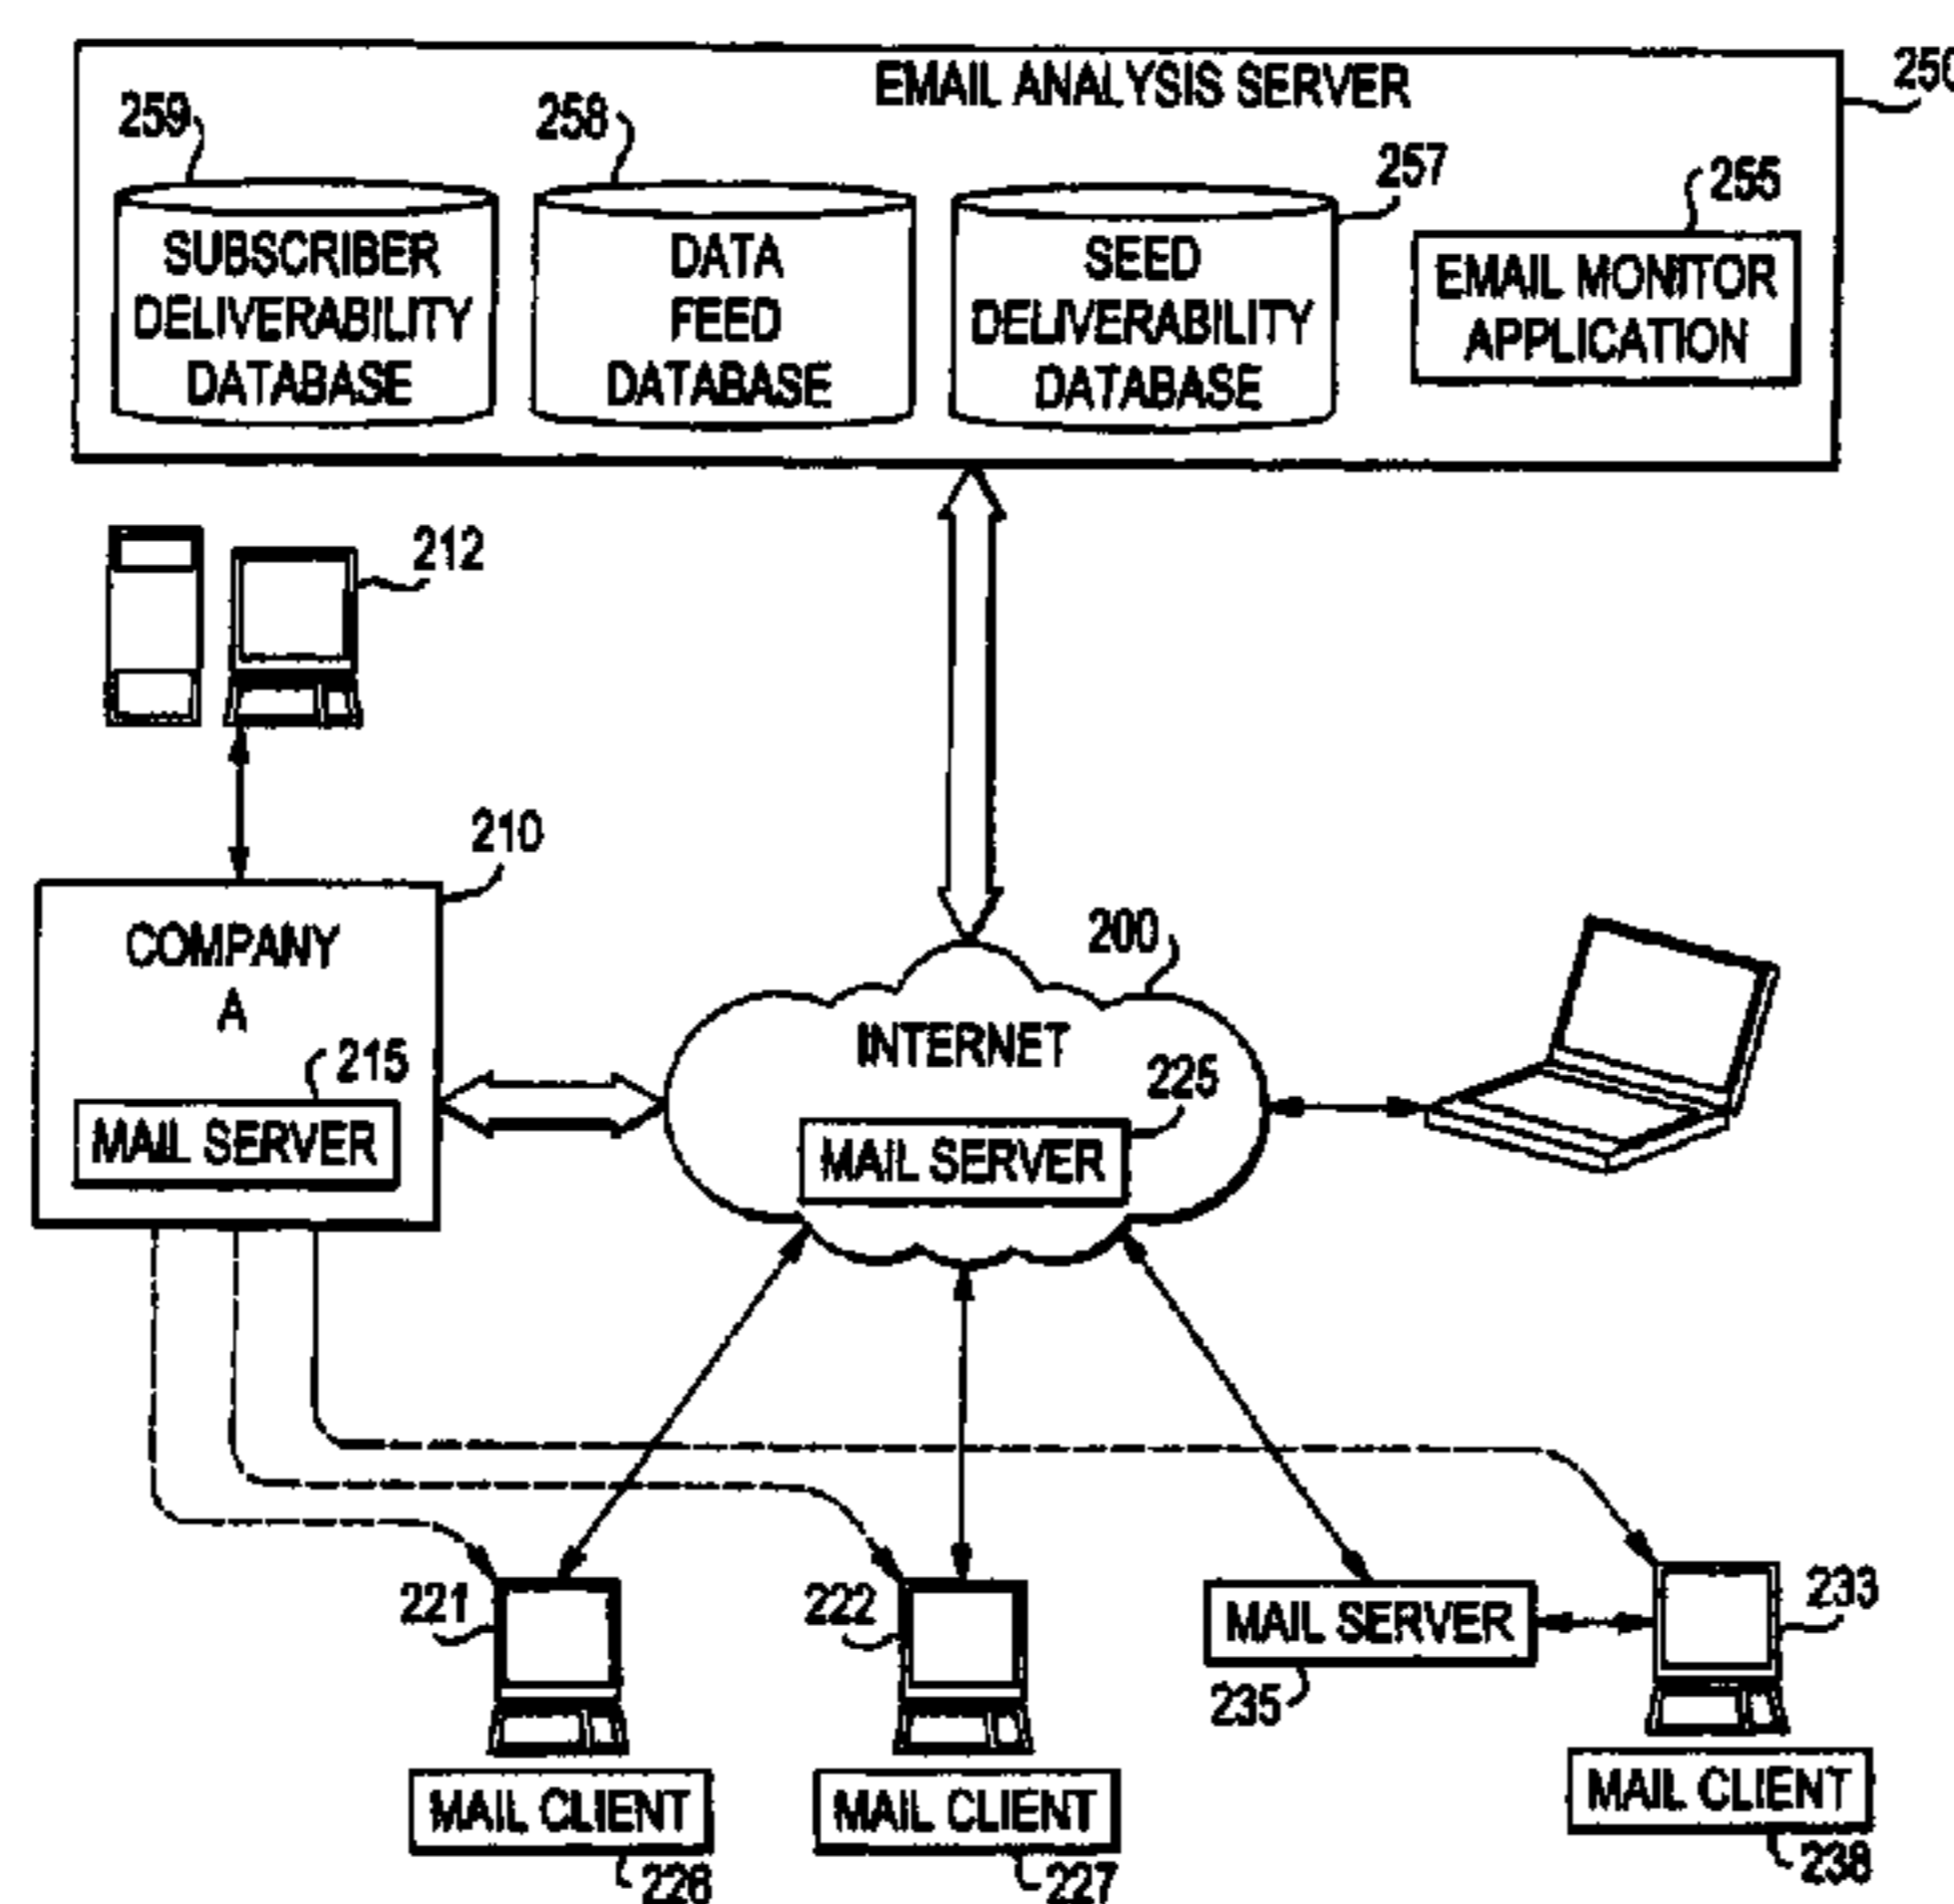 EMAIL ANALYSIS SERVER
250
259
258
257
255
SUBSCRIBER
DELIVERABILITY
DATABASE
DATA
FEED
DATABASE
SEED
DELIVERABILITY
DATABASE
EMAIL MONITOR
APPLICATION
212
210
COMPANY
A
215
MAIL SERVER
200
INTERNET
225
MAIL SERVER
221
222
MAIL SERVER
235
233
MAIL CLIENT
226
MAIL CLIENT
227
MAIL CLIENT
238